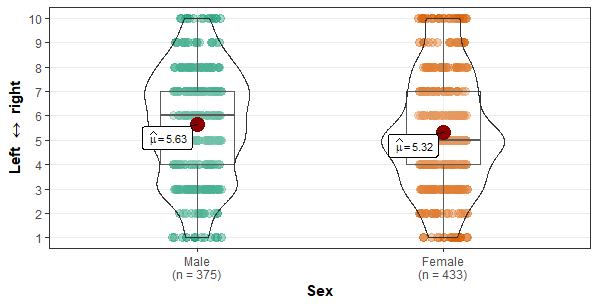 10
9
8
7
6
5
4
3
2
1
Left ↔ right
μ̂ = 5.63
μ̂ = 5.32
Male
(n = 375)
Female
(n = 433)
Sex